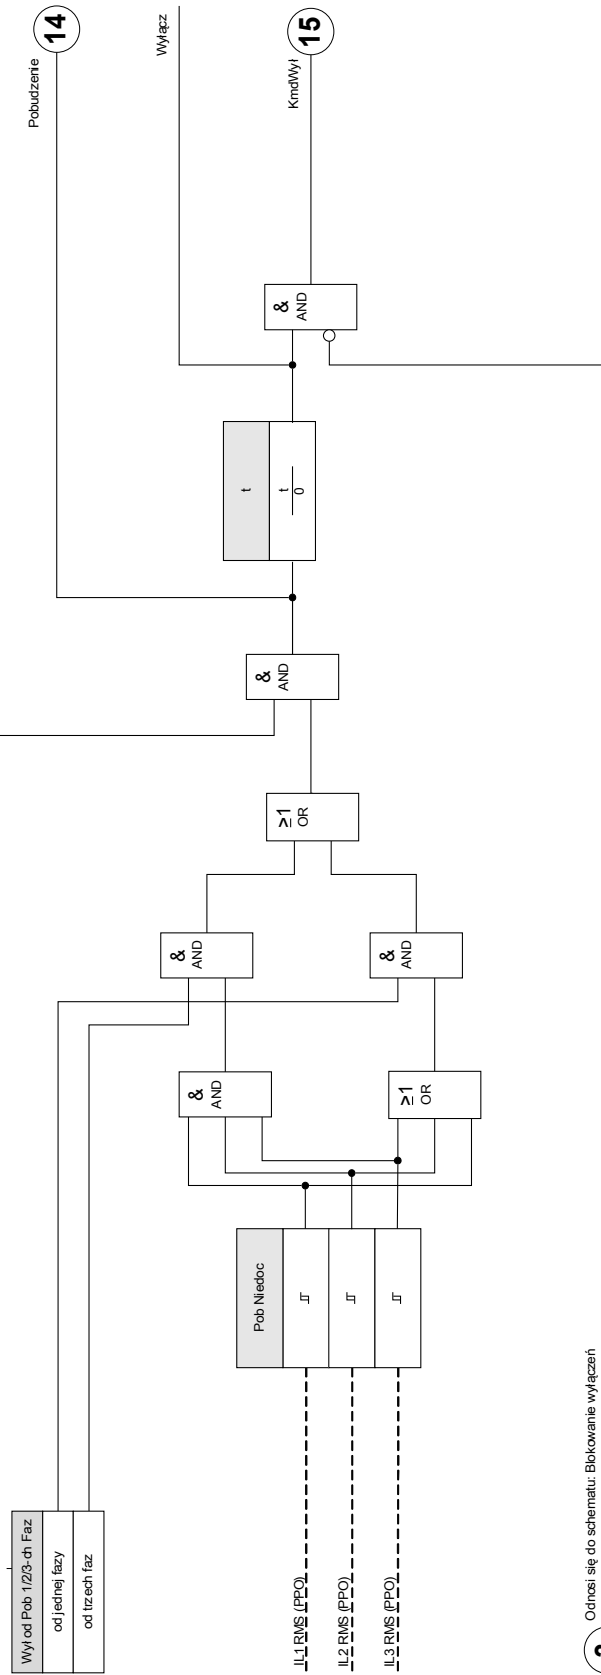 Wył od Pob 1/2/3-ch Faz
od jednej fazy
od trzech faz
IL1 RMS (PPO)
IL2 RMS (PPO)
IL3 RMS (PPO)
Pob Niedoc
&
AND
≥1
OR
&
AND
&
AND
≥1
OR
&
AND
t
t
0
&
AND
Pobudzenie
14
Wyłącz
KmdWył
15
Odnosi się do schematu: Blokowanie wyłączeń